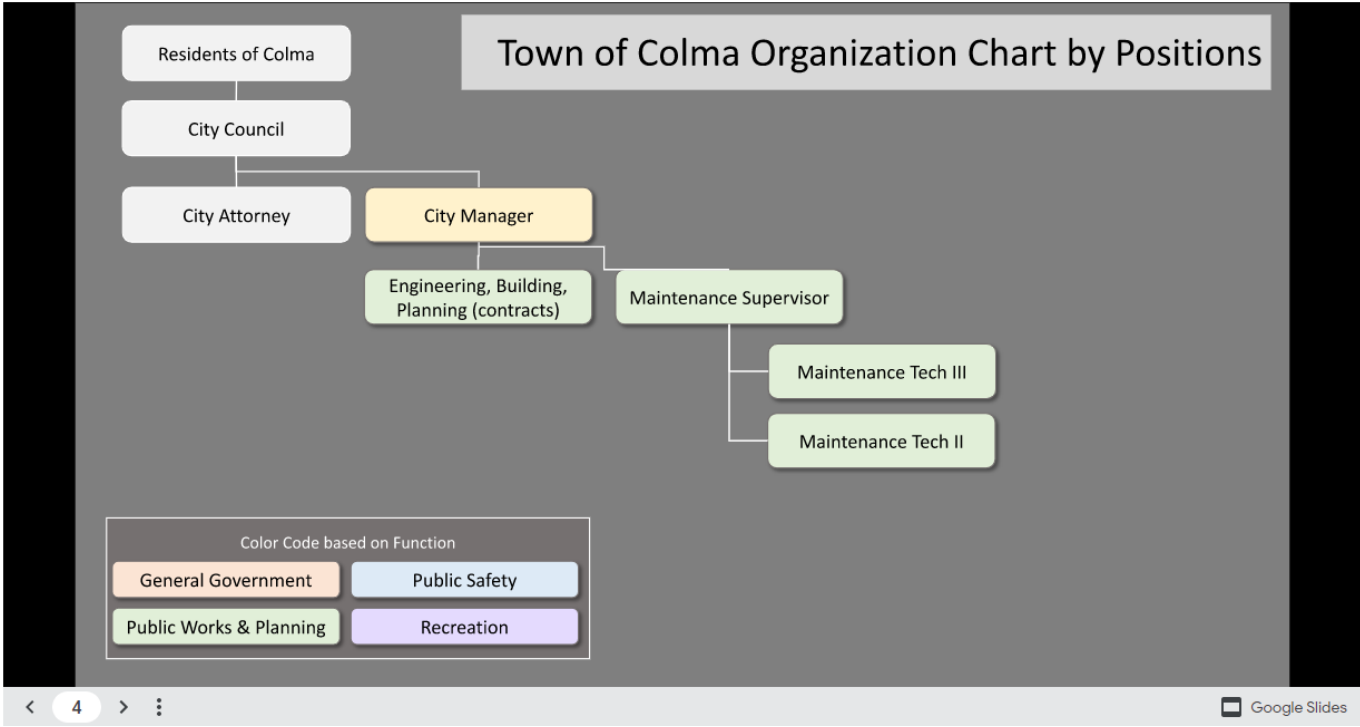 Town of Colma Organization Chart by Positions
Residents of Colma
City Council
City Attorney
City Manager
Engineering, Building,
Planning (contracts)
Maintenance Supervisor
Maintenance Tech III
Maintenance Tech II
Color Code based on Function
General Government
Public Safety
Public Works & Planning
Recreation
4
Google Slides